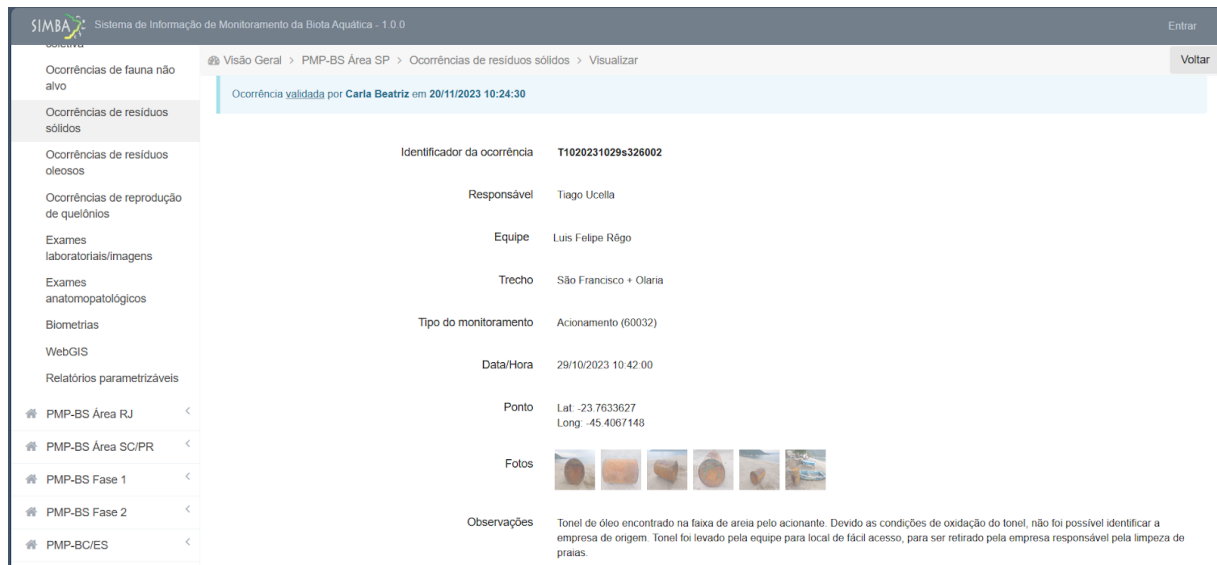 SIMBA Sistema de Informação de Monitoramento da Biota Aquática - 1.0.0
Entrar
coletiva
Ocorrências de fauna não
alvo
Ocorrências de resíduos
sólidos
Ocorrências de resíduos
oleosos
Ocorrências de reprodução
de quelônios
Exames
laboratoriais/imagens
Exames
anatomopatológicos
Biometrias
WebGIS
Relatórios parametrizáveis
PMP-BS Área RJ
PMP-BS Área SC/PR
PMP-BS Fase 1
PMP-BS Fase 2
PMP-BC/ES
Visão Geral > PMP-BS Área SP > Ocorrências de resíduos sólidos > Visualizar
Voltar
Ocorrência validada por Carla Beatriz em 20/11/2023 10:24:30
Identificador da ocorrência T1020231029s326002
Responsável Tiago Ucella
Equipe Luis Felipe Rêgo
Trecho São Francisco + Olaria
Tipo do monitoramento Acionamento (60032)
Data/Hora 29/10/2023 10:42:00
Ponto Lat: -23.7633627
Long: -45.4067148
Fotos
Observações Tonel de óleo encontrado na faixa de areia pelo acionante. Devido as condições de oxidação do tonel, não foi possível identificar a
empresa de origem. Tonel foi levado pela equipe para local de fácil acesso, para ser retirado pela empresa responsável pela limpeza de
praias.